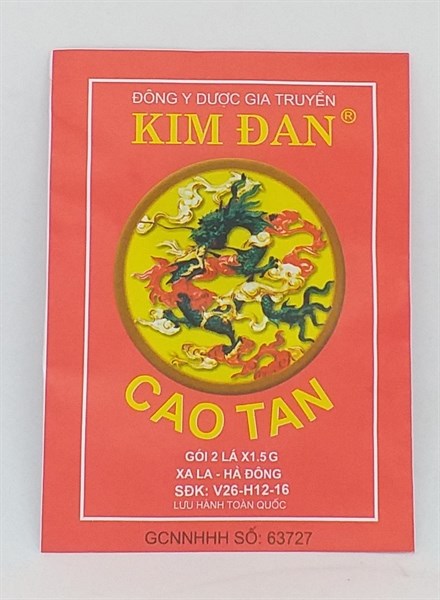 ĐÔNG Y DƯỢC GIA TRUYỀN
KIM ĐAN®
CAO TAN
GÓI 2 LÁ X1.5G
XA LA - HÀ ĐÔNG
SĐK: V26-H12-16
LƯU HÀNH TOÀN QUỐC
GCNNHHH SỐ: 63727